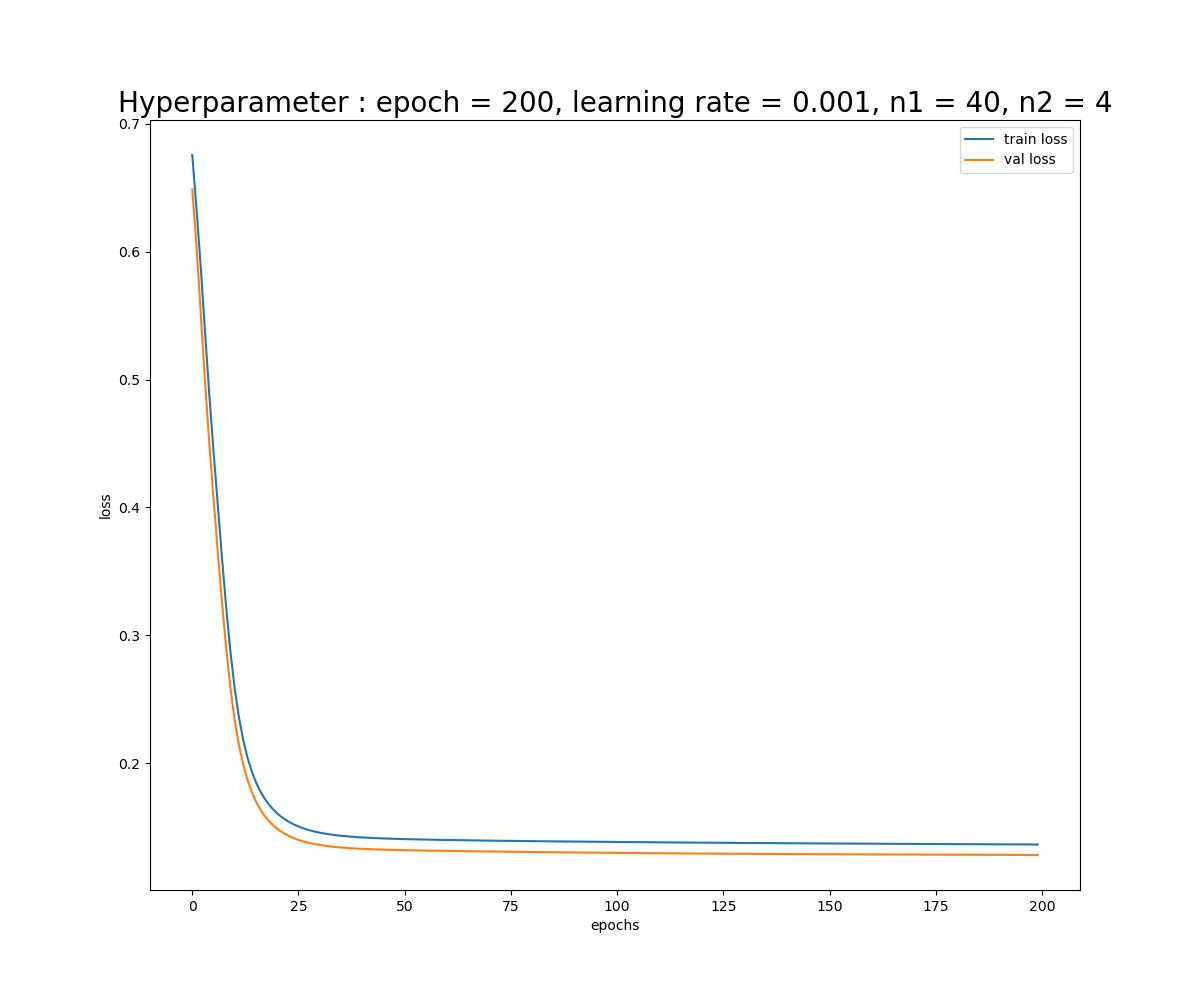 Hyperparameter : epoch = 200, learning rate = 0.001, n1 = 40, n2 = 4
train loss
val loss
0.7
0.6
0.5
0.4
0.3
0.2
loss
0 25 50 75 100 125 150 175 200
epochs